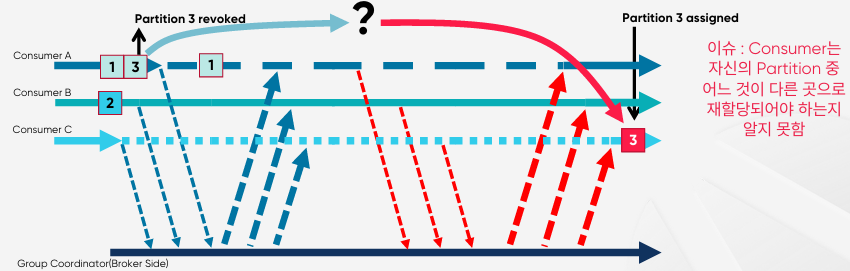 Partition 3 revoked
?
Partition 3 assigned
Consumer A
1 3
1
Consumer B
2
Consumer C
3
이슈 : Consumer는
자신의 Partition 중
어느 것이 다른 곳으로
재할당되어야 하는지
알지 못함
Group Coordinator(Broker Side)